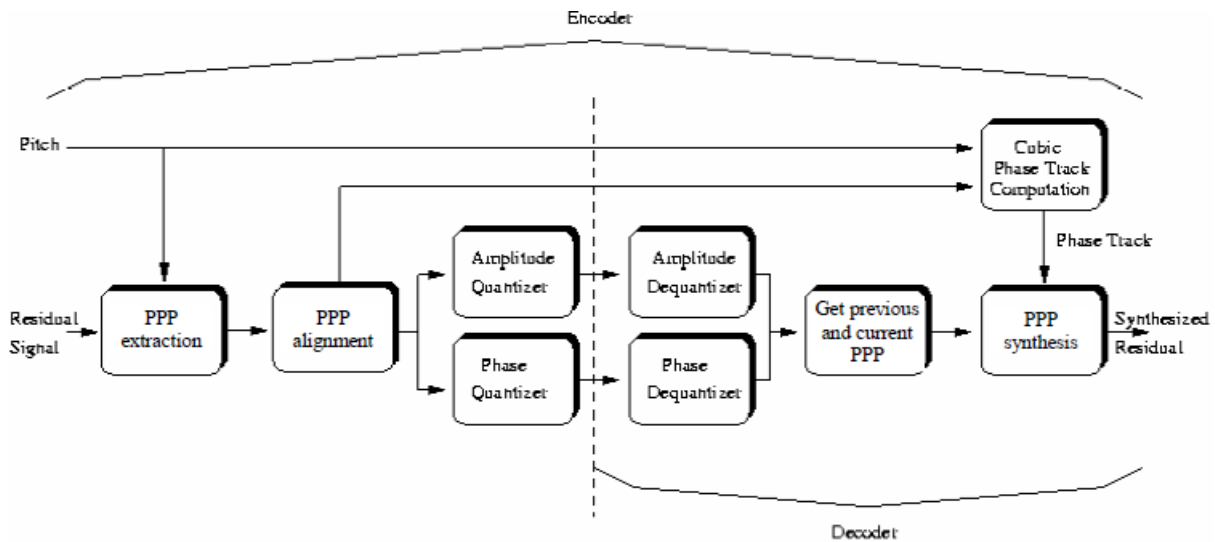 Encoder
Pitch
Cubic
Phase Track
Computation
Phase Track
Amplitude
Quantizer
Amplitude
Dequantizer
Residual
Signal
PPP
extraction
PPP
alignment
Get previous
and current
PPP
PPP
synthesis
Synthesized
Residual
Phase
Quantizer
Phase
Dequantizer
Decoder